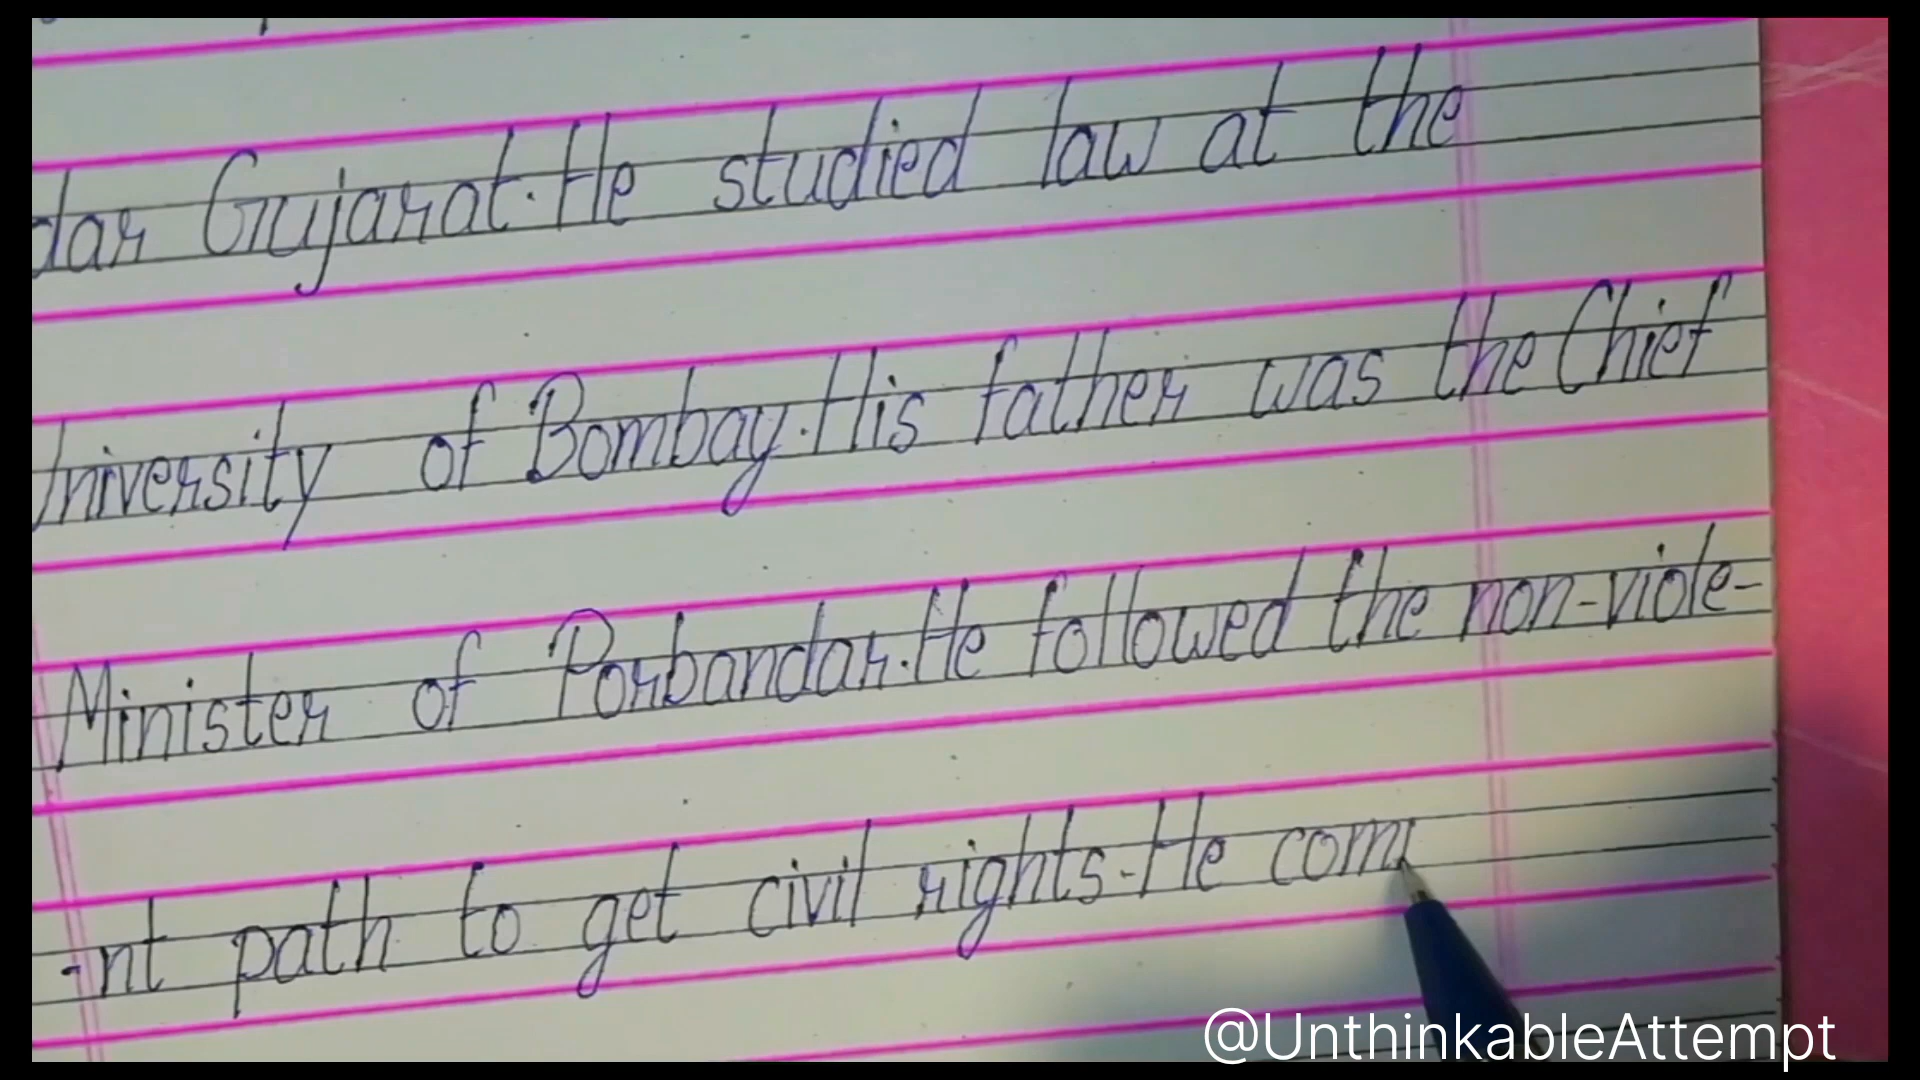 dar Gujarat. He studied law at the
University of Bombay. His father was the Chief
Minister of Porbandar. He followed the non-viole-
-nt path to get civil rights. He com
@UnthinkableAttempt